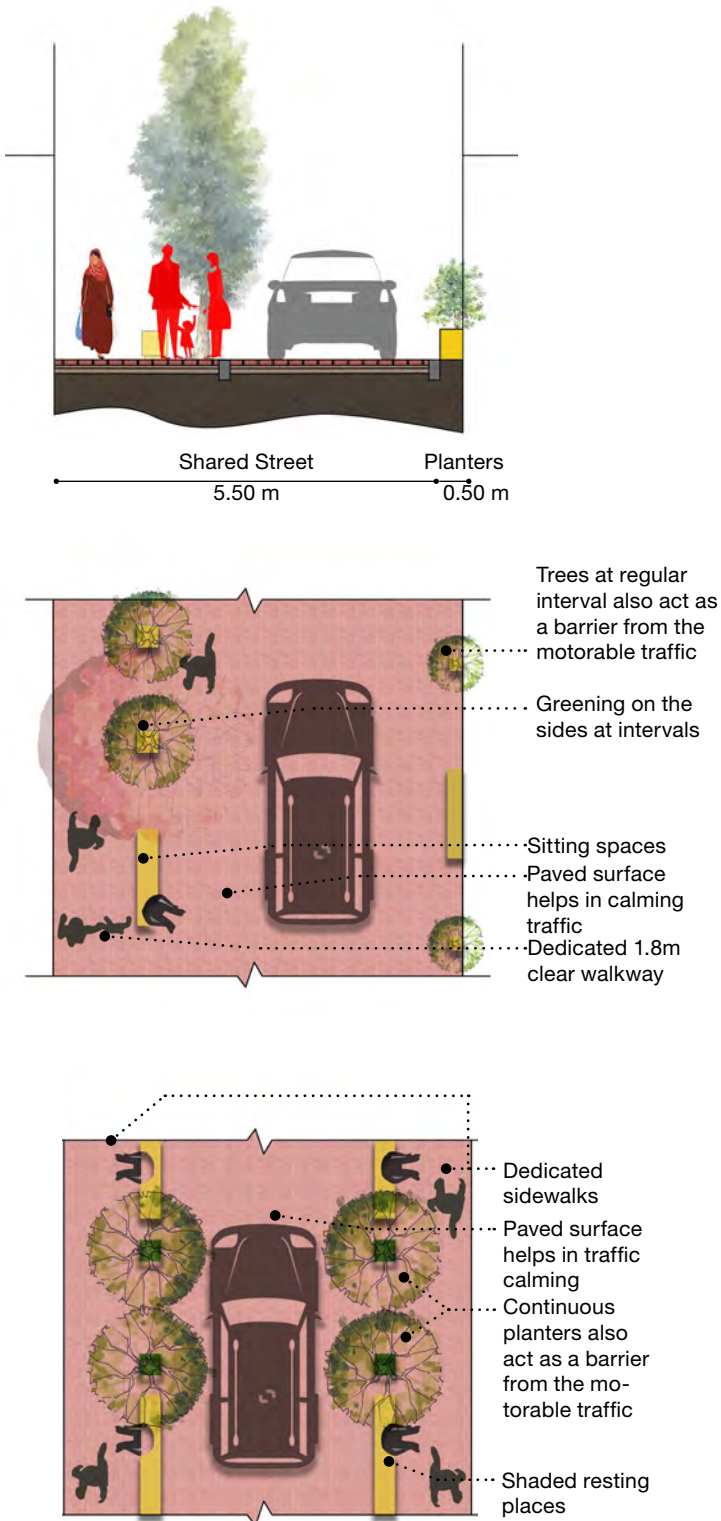 Shared Street
5.50 m
Planters
0.50 m
Trees at regular
interval also act as
a barrier from the
motorable traffic
Greening on the
sides at intervals
Sitting spaces
Paved surface
helps in calming
traffic
Dedicated 1.8m
clear walkway
Dedicated
sidewalks
Paved surface
helps in traffic
calming
Continuous
planters also
act as a barrier
from the mo-
torable traffic
Shaded resting
places